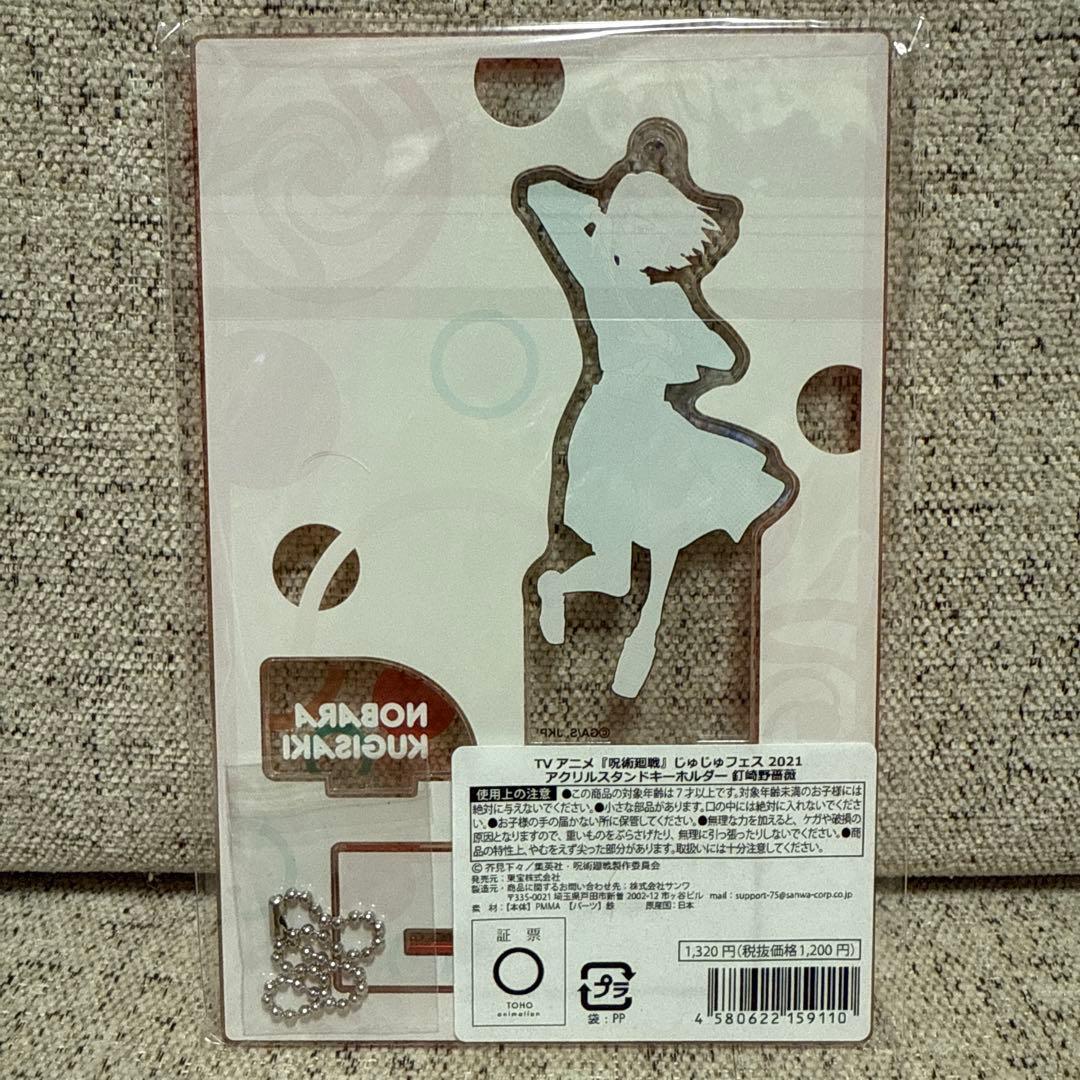 NOBARA
KUGISAKI
©GA/S,JKP
TVアニメ『呪術廻戦』じゅじゅフェス 2021
アクリルスタンドキーホルダー 釘崎野薔薇
使用上の注意 ●この商品の対象年齢は7才以上です。対象年齢未満のお子様には
絶対に与えないでください。●小さな部品があります。口の中には絶対に入れないでくださ
い。●お子様の手の届かない所に保管してください。●無理な力を加えると、ケガや破損の
原因となりますので、重いものをぶらさげたり、無理に引っ張ったりしないでください。●商
品の特性上、やむをえず尖った部分があります。取扱いには十分注意してください。
© 芥見下々／集英社・呪術廻戦製作委員会
発売元：東宝株式会社
製造元・商品に関するお問い合わせ先：株式会社サンワ
〒335-0021 埼玉県戸田市新曽 2002-12 市ヶ谷ビル mail：support-75@sanwa-corp.co.jp
素 材：【本体】PMMA 【パーツ】鉄 原産国：日本
証 票
TOHO
animation
プラ
袋：PP
1,320円(税抜価格1,200円)
4 580622 159110